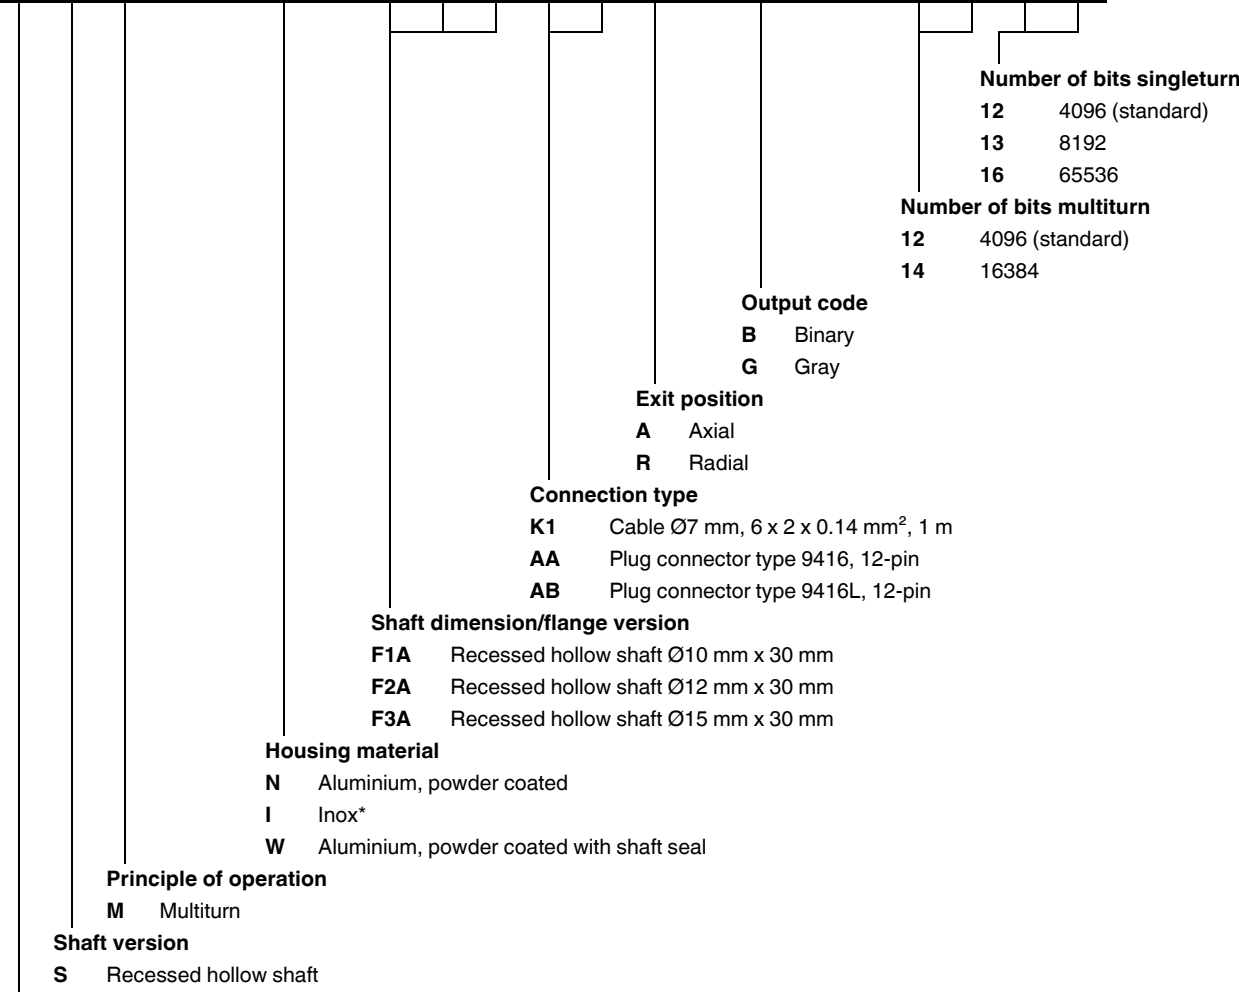 Number of bits singleturn
12 4096 (standard)
13 8192
16 65536
Number of bits multiturn
12 4096 (standard)
14 16384
Output code
B Binary
G Gray
Exit position
A Axial
R Radial
Connection type
K1 Cable Ø7 mm, 6 x 2 x 0.14 mm², 1 m
AA Plug connector type 9416, 12-pin
AB Plug connector type 9416L, 12-pin
Shaft dimension/flange version
F1A Recessed hollow shaft Ø10 mm x 30 mm
F2A Recessed hollow shaft Ø12 mm x 30 mm
F3A Recessed hollow shaft Ø15 mm x 30 mm
Housing material
N Aluminium, powder coated
I Inox*
W Aluminium, powder coated with shaft seal
Principle of operation
M Multiturn
Shaft version
S Recessed hollow shaft